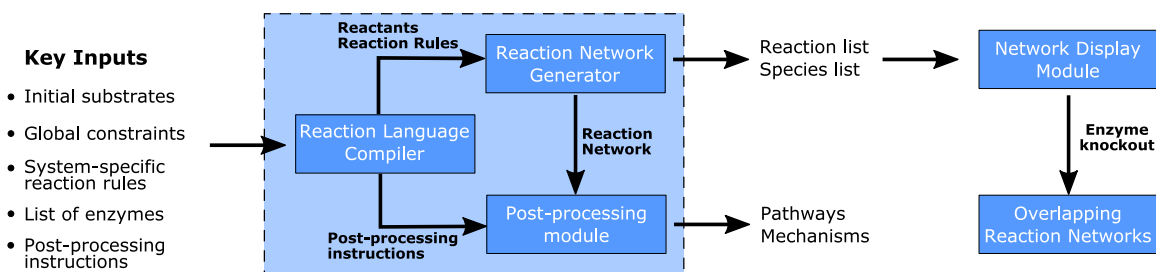 Key Inputs
Initial substrates
Global constraints
System-specific
reaction rules
List of enzymes
Post-processing
instructions
Reaction Language
Compiler
Reactants
Reaction Rules
Reaction Network
Generator
Reaction
Network
Post-processing
instructions
Post-processing
module
Reaction list
Species list
Pathways
Mechanisms
Network Display
Module
Enzyme
knockout
Overlapping
Reaction Networks